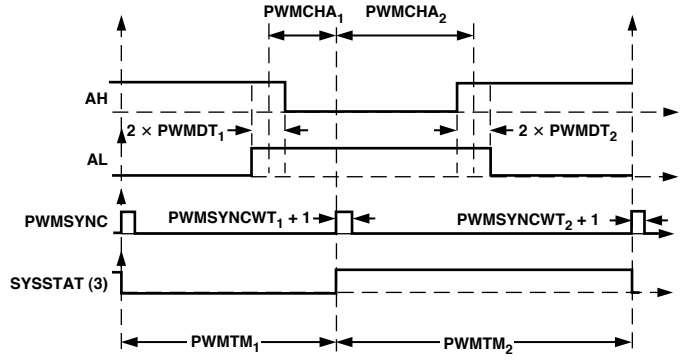 PWMCHA₁ PWMCHA₂
AH
2 × PWMDT₁ 2 × PWMDT₂
AL
PWMSYNC PWMSYNCWT₁ + 1 PWMSYNCWT₂ + 1
SYSSTAT (3)
PWMTM₁ PWMTM₂